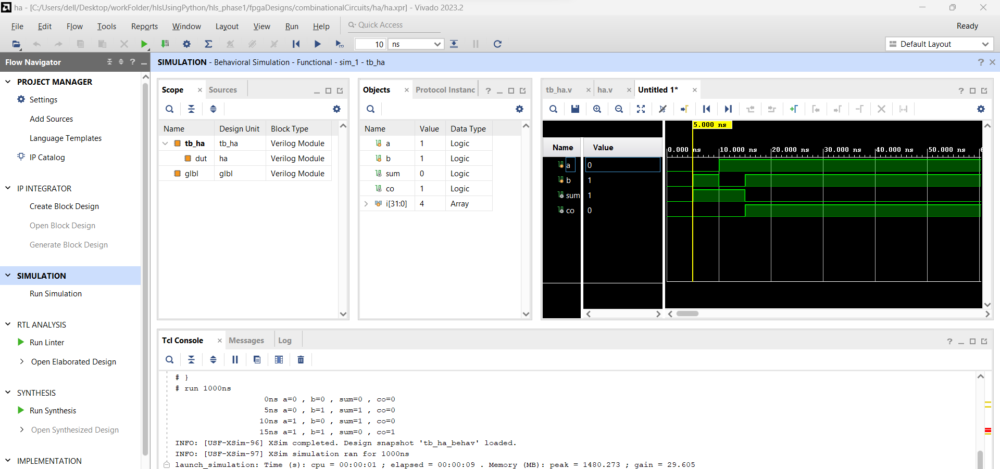 ha - [C:/Users/dell/Desktop/workFolder/hlsUsingPython/hls_phase1/fpgaDesigns/combinationalCircuits/ha/ha.xpr] - Vivado 2023.2
File Edit Flow Tools Reports Window Layout View Run Help Quick Access Ready
10 ns Default Layout
Flow Navigator ? SIMULATION - Behavioral Simulation - Functional - sim_1 - tb_ha ?
PROJECT MANAGER
Settings
Add Sources
Language Templates
IP Catalog
IP INTEGRATOR
Create Block Design
Open Block Design
Generate Block Design
SIMULATION
Run Simulation
RTL ANALYSIS
Run Linter
Open Elaborated Design
SYNTHESIS
Run Synthesis
Open Synthesized Design
IMPLEMENTATION
Scope Sources
Name Design Unit Block Type
tb_ha tb_ha Verilog Module
dut ha Verilog Module
glbl glbl Verilog Module
Objects Protocol Instanc ?
Name Value Data Type
a 1 Logic
b 1 Logic
sum 0 Logic
co 1 Logic
i[31:0] 4 Array
tb_ha.v ha.v Untitled 1* ?
5.000 ns
Name Value
0.000 ns 10.000 ns 20.000 ns 30.000 ns 40.000 ns 50.000 ns
a 0
b 1
sum 1
co 0
Tcl Console Messages Log ?
# }
# run 1000ns
0ns a=0 , b=0 , sum=0 , co=0
5ns a=0 , b=1 , sum=1 , co=0
10ns a=1 , b=0 , sum=1 , co=0
15ns a=1 , b=1 , sum=0 , co=1
INFO: [USF-XSim-96] XSim completed. Design snapshot 'tb_ha_behav' loaded.
INFO: [USF-XSim-97] XSim simulation ran for 1000ns
launch_simulation: Time (s): cpu = 00:00:01 ; elapsed = 00:00:09 . Memory (MB): peak = 1480.273 ; gain = 29.605